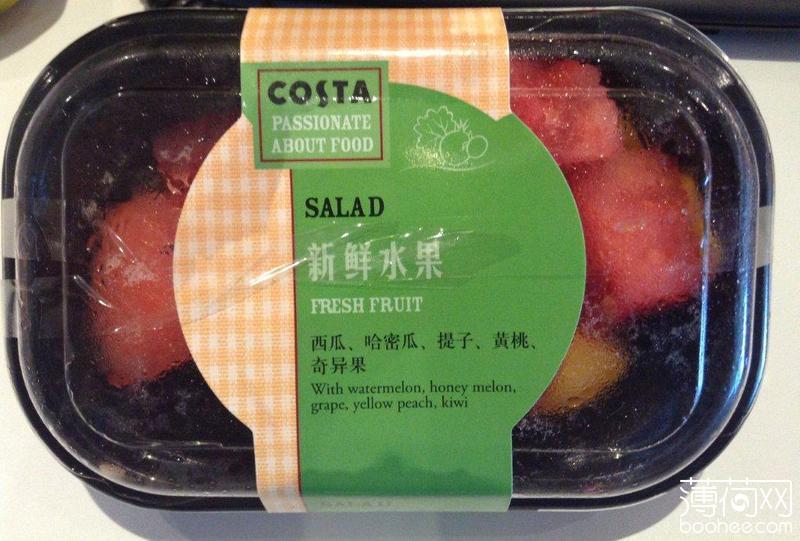 COSTA
PASSIONATE
ABOUT FOOD
SALAD
新鲜水果
FRESH FRUIT
西瓜、哈密瓜、提子、黄桃、
奇异果
With watermelon, honey melon,
grape, yellow peach, kiwi
SALAD
薄荷网
boohee.com